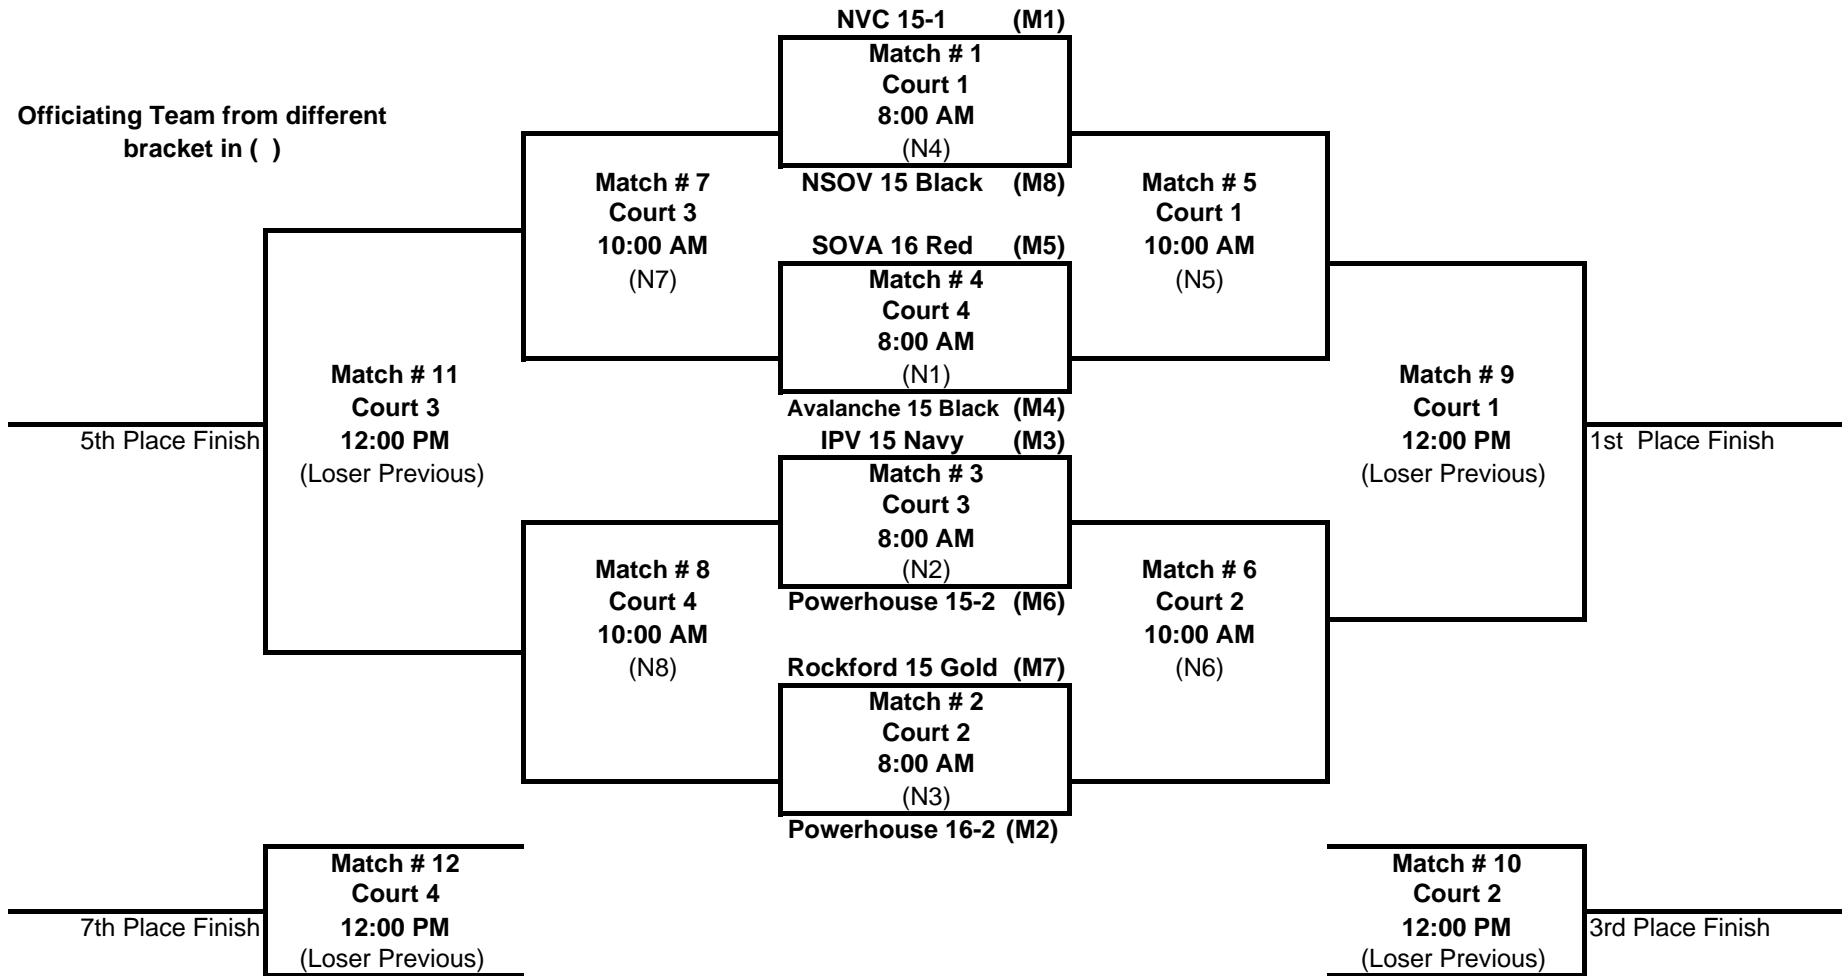 NVC 15-1 (M1)
Match # 1
Court 1
8:00 AM
(N4)
NSOV 15 Black (M8)
Officiating Team from different
bracket in ( )
Match # 7
Court 3
10:00 AM
(N7)
Match # 5
Court 1
10:00 AM
(N5)
SOVA 16 Red (M5)
Match # 4
Court 4
8:00 AM
(N1)
Avalanche 15 Black (M4)
Match # 11
Court 3
12:00 PM
(Loser Previous)
5th Place Finish
Match # 9
Court 1
12:00 PM
(Loser Previous)
1st Place Finish
IPV 15 Navy (M3)
Match # 3
Court 3
8:00 AM
(N2)
Powerhouse 15-2 (M6)
Match # 8
Court 4
10:00 AM
(N8)
Match # 6
Court 2
10:00 AM
(N6)
Rockford 15 Gold (M7)
Match # 2
Court 2
8:00 AM
(N3)
Powerhouse 16-2 (M2)
Match # 12
Court 4
12:00 PM
(Loser Previous)
7th Place Finish
Match # 10
Court 2
12:00 PM
(Loser Previous)
3rd Place Finish